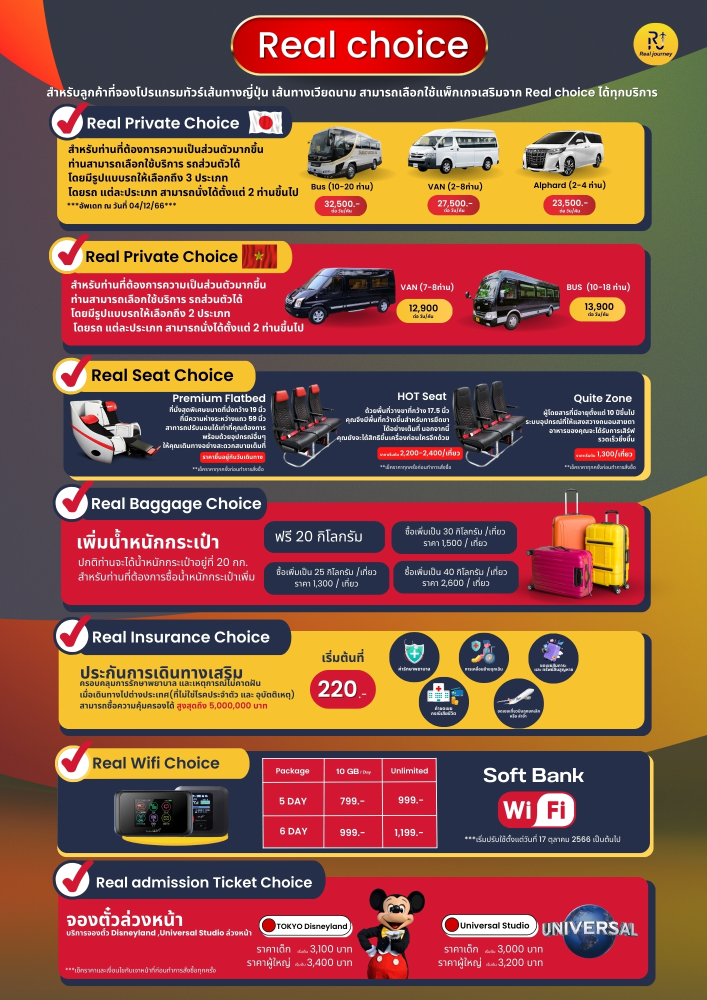 Real choice
Real journey
สำหรับลูกค้าที่จองโปรแกรมทัวร์เส้นทางญี่ปุ่น เส้นทางเวียดนาม สามารถเลือกใช้แพ็กเกจเสริมจาก Real choice ได้ทุกบริการ
Real Private Choice
สำหรับท่านที่ต้องการความเป็นส่วนตัวมากขึ้น
ท่านสามารถเลือกใช้บริการ รถส่วนตัวได้
โดยมีรูปแบบรถให้เลือกถึง 3 ประเภท
โดยรถ แต่ละประเภท สามารถนั่งได้ตั้งแต่ 2 ท่านขึ้นไป
***อัพเดท ณ วันที่ 04/12/66***
Bus (10-20 ท่าน)
32,500.-
ต่อ วัน/คัน
VAN (2-8ท่าน)
27,500.-
ต่อ วัน/คัน
Alphard (2-4 ท่าน)
23,500.-
ต่อ วัน/คัน
Real Private Choice
สำหรับท่านที่ต้องการความเป็นส่วนตัวมากขึ้น
ท่านสามารถเลือกใช้บริการ รถส่วนตัวได้
โดยมีรูปแบบรถให้เลือกถึง 2 ประเภท
โดยรถ แต่ละประเภท สามารถนั่งได้ตั้งแต่ 2 ท่านขึ้นไป
VAN (7-8ท่าน)
12,900
ต่อ วัน/คัน
BUS (10-18 ท่าน)
13,900
ต่อ วัน/คัน
Real Seat Choice
Premium Flatbed
ที่นั่งสุดพิเศษขนาดที่นั่งกว้าง 19 นิ้ว
ที่มีความห่างระหว่างแถว 59 นิ้ว
สาทารถปรับนอนได้เท่าที่คุณต้องการ
พร้อมด้วยอุปกรณ์อื่นๆ
ให้คุณเดินทางอย่างสะดวกสบายเต็มที่
ราคาขึ้นอยู่กับวันเดินทาง
**เช็คราคาทุกครั้งก่อนทำการสั่งซื้อ
HOT Seat
ด้วยพื้นที่วางขาที่กว้าง 17.5 นิ้ว
คุณจึงมีพื้นที่กว้างขึ้นสำหรับการยืดขา
ได้อย่างเต็มที่ นอกจากนี้
คุณยังจะได้สิทธิขึ้นเครื่องก่อนใครอีกด้วย
ราคาเริ่มต้น 2,200-2,400/เที่ยว
**เช็คราคาทุกครั้งก่อนทำการสั่งซื้อ
Quite Zone
ผู้โดยสารที่มีอายุตั้งแต่ 10 ปีขึ้นไป
ระบบอุปกรณ์ที่ให้แสงสวางถนอมสายตา
อาหารของคุณจะได้รับการเสิร์ฟ
รวดเร็วยิ่งขึ้น
ราคาเริ่มต้น 1,300/เที่ยว
**เช็คราคาทุกครั้งก่อนทำการสั่งซื้อ
Real Baggage Choice
เพิ่มน้ำหนักกระเป๋า
ปกติท่านจะได้น้ำหนักกระเป๋าอยู่ที่ 20 กก.
สำหรับท่านที่ต้องการซื้อน้ำหนักกระเป๋าเพิ่ม
ฟรี 20 กิโลกรัม
ซื้อเพิ่มเป็น 30 กิโลกรัม /เที่ยว
ราคา 1,500 / เที่ยว
ซื้อเพิ่มเป็น 25 กิโลกรัม /เที่ยว
ราคา 1,300 / เที่ยว
ซื้อเพิ่มเป็น 40 กิโลกรัม /เที่ยว
ราคา 2,600 / เที่ยว
Real Insurance Choice
ประกันการเดินทางเสริม
ครอบคลุมการรักษาพยาบาล และเหตุการณ์ไม่คาดฝัน
เมื่อเดินทางไปต่างประเทศ(ที่ไม่ใช่โรคประจำตัว และ อุบัตติเหตุ)
สามารถซื้อความคุ้มครองได้ สูงสุดถึง 5,000,000 บาท
เริ่มต้นที่
220.-
ค่ารักษาพยาบาล
การเคลื่อนย้ายฉุกเฉิน
ชดเชยสัมภาระ
และ ทรัพย์สินสูญหาย
ค่าชดเชย
กรณีเสียชีวิต
ชดเชยเที่ยวบินถูกยกเลิก
หรือ ล่าช้า
Real Wifi Choice
Package 10 GB / Day Unlimited
5 DAY 799.- 999.-
6 DAY 999.- 1,199.-
Soft Bank
Wi Fi
***เริ่มปรับใช้ตั้งแต่วันที่ 17 ตุลาคม 2566 เป็นต้นไป
Real admission Ticket Choice
จองตั๋วล่วงหน้า
บริการจองตั๋ว Disneyland ,Universal Studio ล่วงหน้า
***เช็คราคาและเงื่อนไขกับเจาหน้าที่ก่อนทำการสั่งซื้อทุกครั้ง
TOKYO Disneyland
ราคาเด็ก เริ่มต้น 3,100 บาท
ราคาผู้ใหญ่ เริ่มต้น 3,400 บาท
Universal Studio
ราคาเด็ก เริ่มต้น 3,000 บาท
ราคาผู้ใหญ่ เริ่มต้น 3,200 บาท
UNIVERSAL